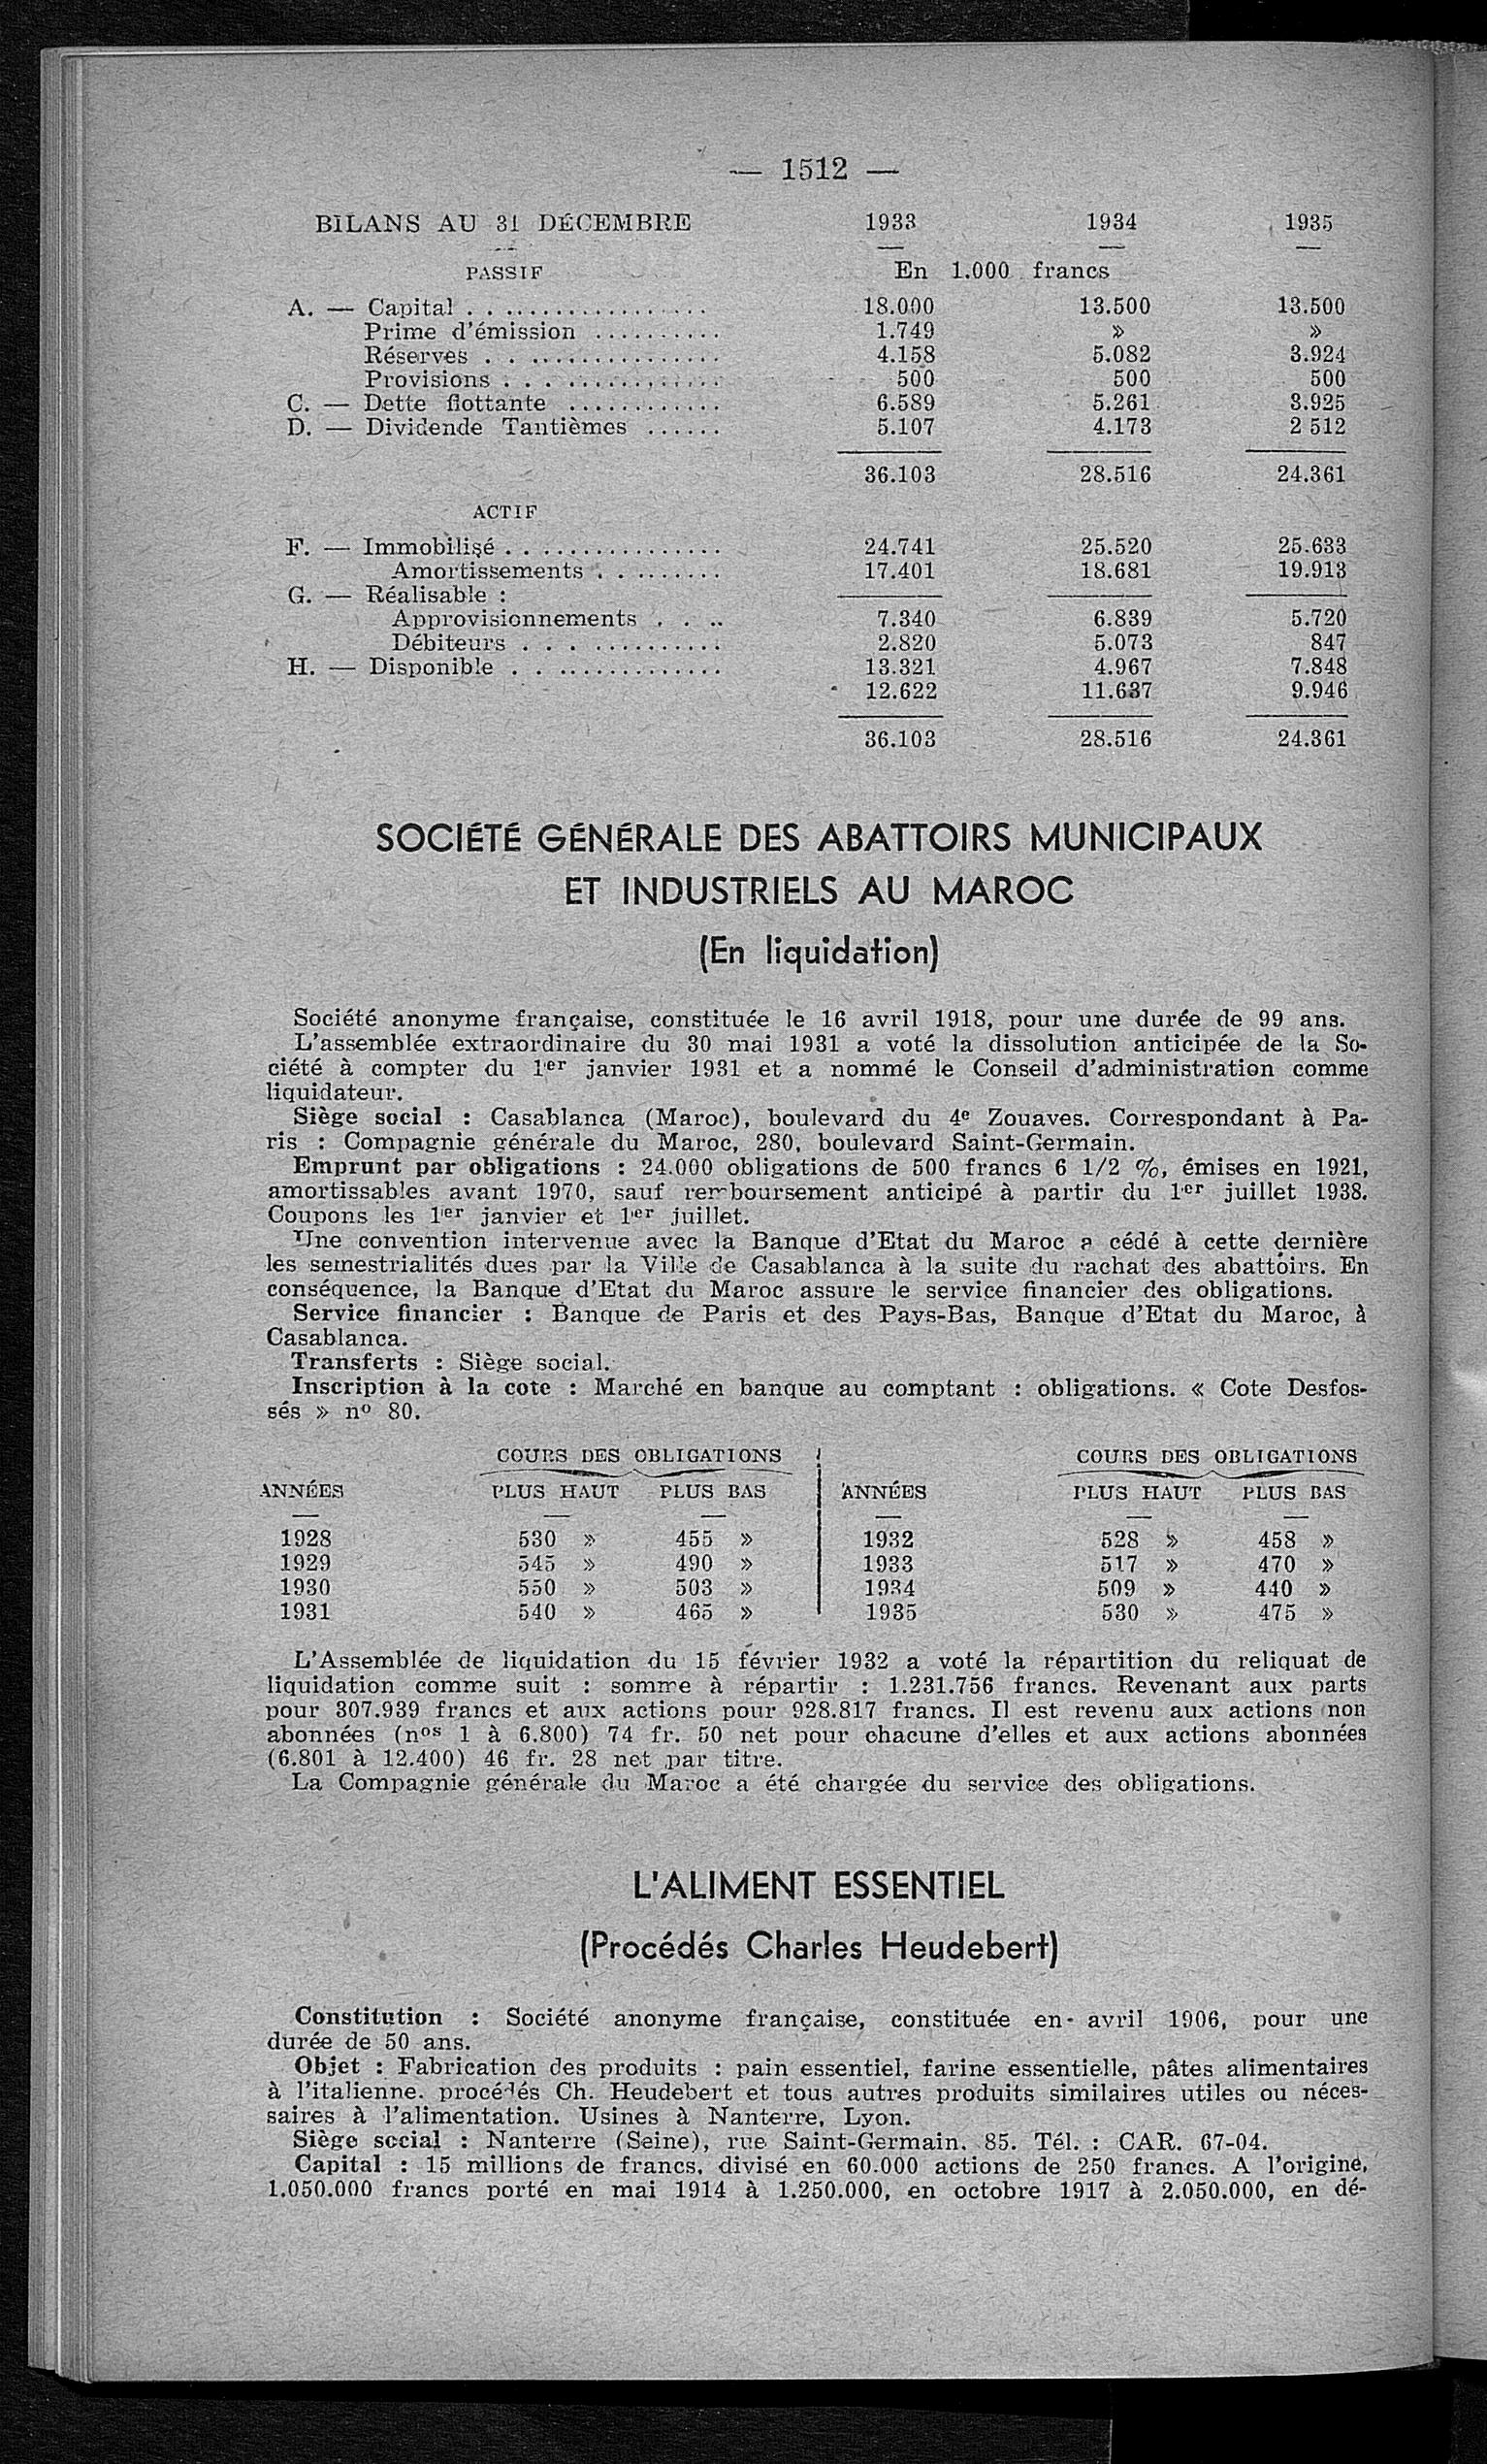 — 1512 —
BILANS AU 31 DÉCEMBRE 1933 1934 1935
PASSIF En 1.000 francs
A. — Capital . . . . . . . . . . . . . . . . . 18.000 13.500 13.500
Prime d'émission . . . . . . . . . . 1.749 » »
Réserves . . . . . . . . . . . . . . . . . 4.158 5.082 3.924
Provisions . . . . . . . . . . . . . . . 500 500 500
C. — Dette flottante . . . . . . . . . . . . 6.589 5.261 3.925
D. — Dividende Tantièmes . . . . . . 5.107 4.173 2 512
36.103 28.516 24.361
ACTIF
F. — Immobilisé . . . . . . . . . . . . . . . . 24.741 25.520 25.633
Amortissements . . . . . . . . . 17.401 18.681 19.913
G. — Réalisable :
Approvisionnements . . .. 7.340 6.839 5.720
Débiteurs . . . . . . . . . . . . . 2.820 5.073 847
H. — Disponible . . . . . . . . . . . . . . . 13.321 4.967 7.848
12.622 11.637 9.946
36.103 28.516 24.361
SOCIÉTÉ GÉNÉRALE DES ABATTOIRS MUNICIPAUX
ET INDUSTRIELS AU MAROC
(En liquidation)
Société anonyme française, constituée le 16 avril 1918, pour une durée de 99 ans.
L'assemblée extraordinaire du 30 mai 1931 a voté la dissolution anticipée de la So-
ciété à compter du 1er janvier 1931 et a nommé le Conseil d'administration comme
liquidateur.
Siège social : Casablanca (Maroc), boulevard du 4e Zouaves. Correspondant à Pa-
ris : Compagnie générale du Maroc, 280, boulevard Saint-Germain.
Emprunt par obligations : 24.000 obligations de 500 francs 6 1/2 %, émises en 1921,
amortissables avant 1970, sauf remboursement anticipé à partir du 1er juillet 1938.
Coupons les 1er janvier et 1er juillet.
Une convention intervenue avec la Banque d'Etat du Maroc a cédé à cette dernière
les semestrialités dues par la Ville de Casablanca à la suite du rachat des abattoirs. En
conséquence, la Banque d'Etat du Maroc assure le service financier des obligations.
Service financier : Banque de Paris et des Pays-Bas, Banque d'Etat du Maroc, à
Casablanca.
Transferts : Siège social.
Inscription à la cote : Marché en banque au comptant : obligations. « Cote Desfos-
sés » no 80.
COURS DES OBLIGATIONS COURS DES OBLIGATIONS
ANNÉES PLUS HAUT PLUS BAS ANNÉES PLUS HAUT PLUS BAS
1928 530 » 455 » 1932 528 » 458 »
1929 545 » 490 » 1933 517 » 470 »
1930 550 » 503 » 1934 509 » 440 »
1931 540 » 465 » 1935 530 » 475 »
L'Assemblée de liquidation du 15 février 1932 a voté la répartition du reliquat de
liquidation comme suit : somme à répartir : 1.231.756 francs. Revenant aux parts
pour 307.939 francs et aux actions pour 928.817 francs. Il est revenu aux actions non
abonnées (nos 1 à 6.800) 74 fr. 50 net pour chacune d'elles et aux actions abonnées
(6.801 à 12.400) 46 fr. 28 net par titre.
La Compagnie générale du Maroc a été chargée du service des obligations.
L'ALIMENT ESSENTIEL
(Procédés Charles Heudebert)
Constitution : Société anonyme française, constituée en avril 1906, pour une
durée de 50 ans.
Objet : Fabrication des produits : pain essentiel, farine essentielle, pâtes alimentaires
à l'italienne. procédés Ch. Heudebert et tous autres produits similaires utiles ou néces-
saires à l'alimentation. Usines à Nanterre, Lyon.
Siège social : Nanterre (Seine), rue Saint-Germain. 85. Tél. : CAR. 67-04.
Capital : 15 millions de francs, divisé en 60.000 actions de 250 francs. A l'origine,
1.050.000 francs porté en mai 1914 à 1.250.000, en octobre 1917 à 2.050.000, en dé-